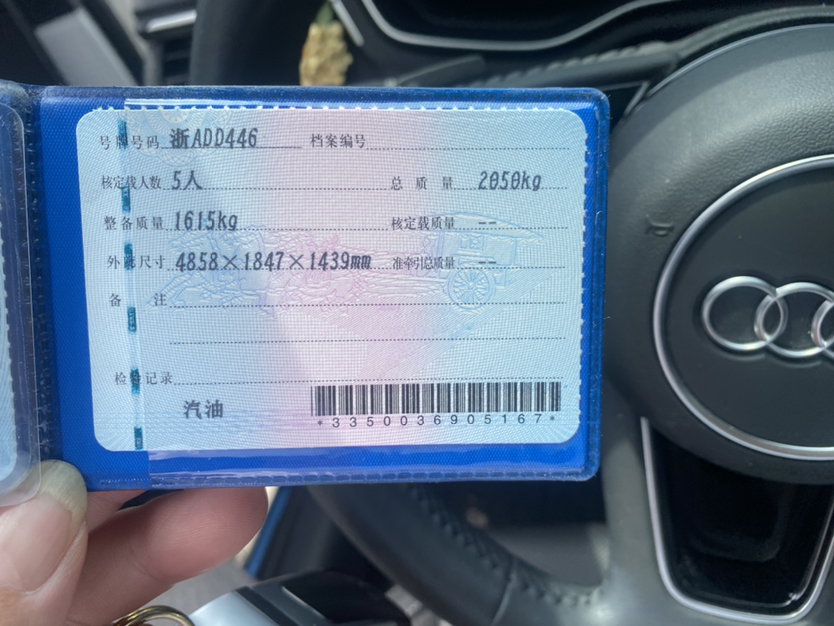 号牌号码 浙ADD446 档案编号
核定载人数 5人 总质量 2050kg
整备质量 1615kg 核定载质量 --
外廓尺寸 4858×1847×1439mm 准牵引总质量 --
备注
检验记录
汽油
*3350036905167*